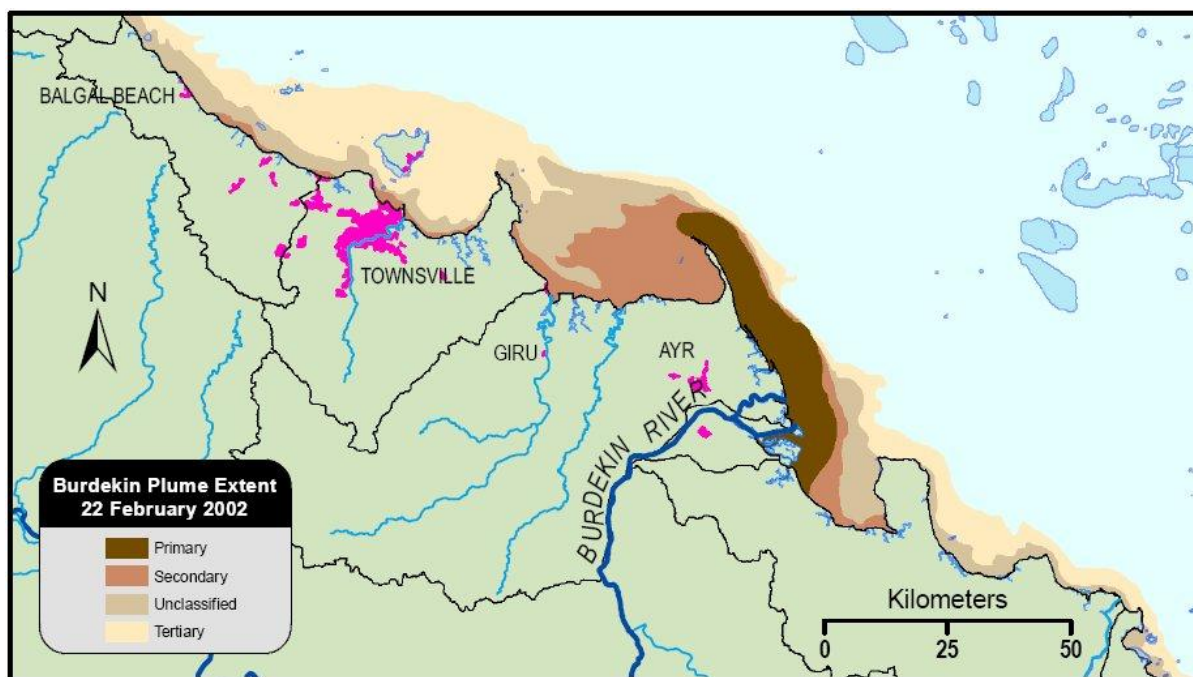 BALGAL BEACH
TOWNSVILLE
N
GIRU
AYR
BURDEKIN RIVER
Burdekin Plume Extent
22 February 2002
Primary
Secondary
Unclassified
Tertiary
Kilometers
0 25 50